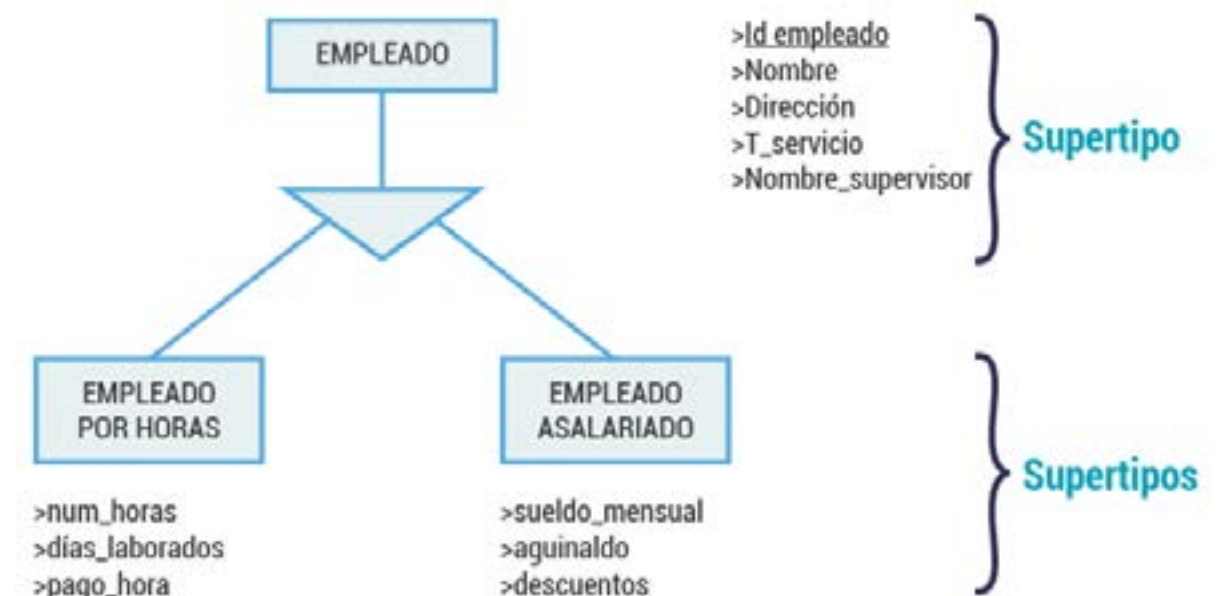 EMPLEADO
>Id empleado
>Nombre
>Dirección
>T_servicio
>Nombre_supervisor
Supertipo
EMPLEADO
POR HORAS
>num_horas
>días_laborados
>pago_hora
EMPLEADO
ASALARIADO
>sueldo_mensual
>aguinaldo
>descuentos
Supertipos